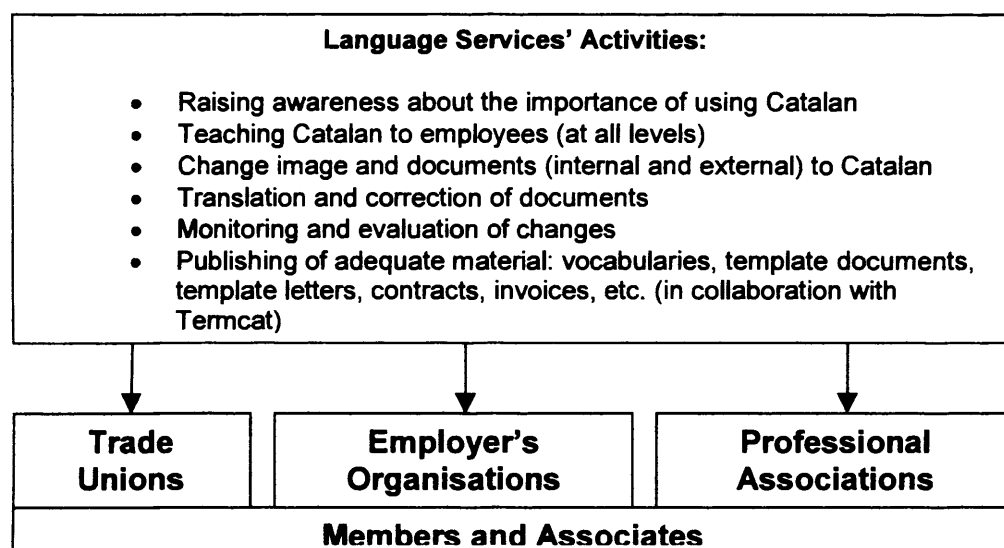 Language Services' Activities:
• Raising awareness about the importance of using Catalan
• Teaching Catalan to employees (at all levels)
• Change image and documents (internal and external) to Catalan
• Translation and correction of documents
• Monitoring and evaluation of changes
• Publishing of adequate material: vocabularies, template documents,
template letters, contracts, invoices, etc. (in collaboration with
Termcat)
Trade
Unions
Employer's
Organisations
Professional
Associations
Members and Associates